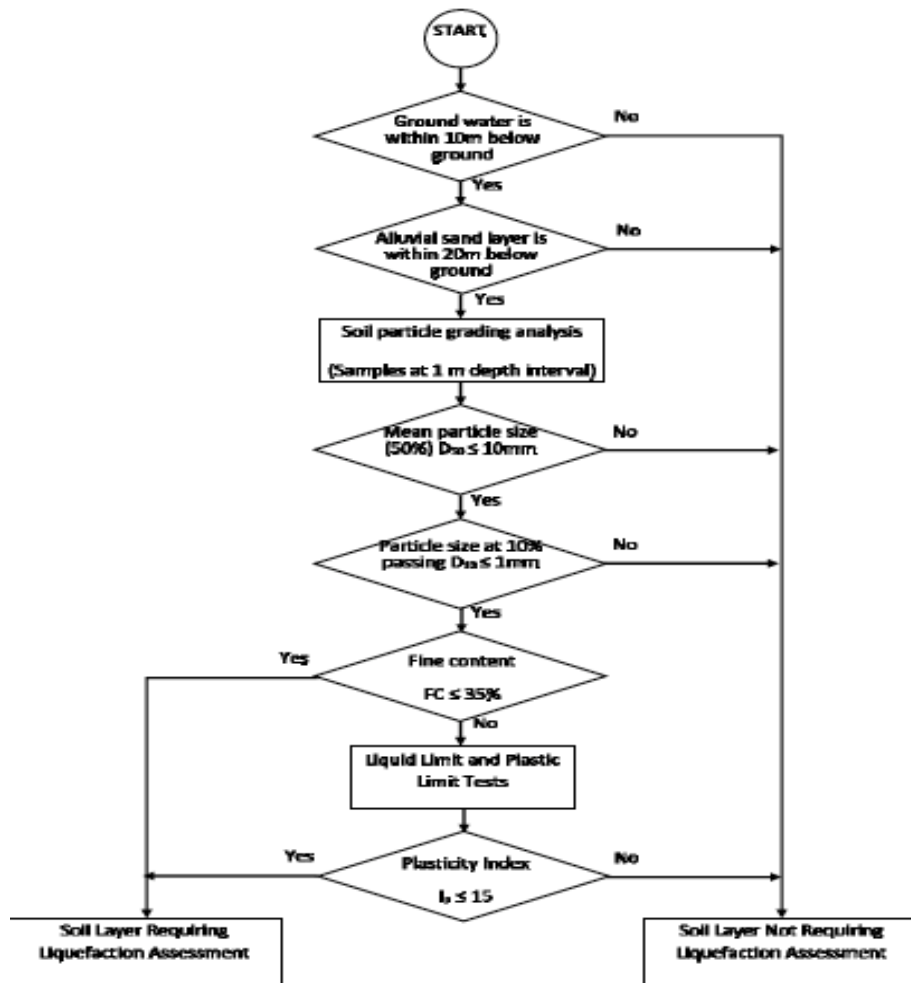 START
Ground water is
within 10m below
ground
No
Yes
Alluvial sand layer is
within 20m below
ground
No
Yes
Soil particle grading analysis
(Samples at 1 m depth interval)
Mean particle size
(50%) D₅₀ ≤ 10mm
No
Yes
Particle size at 10%
passing D₁₀ ≤ 1mm
No
Yes
Yes
Fine content
FC ≤ 35%
No
Liquid Limit and Plastic
Limit Tests
Yes
Plasticity Index
Iₚ ≤ 15
No
Soil Layer Requiring
Liquefaction Assessment
Soil Layer Not Requiring
Liquefaction Assessment